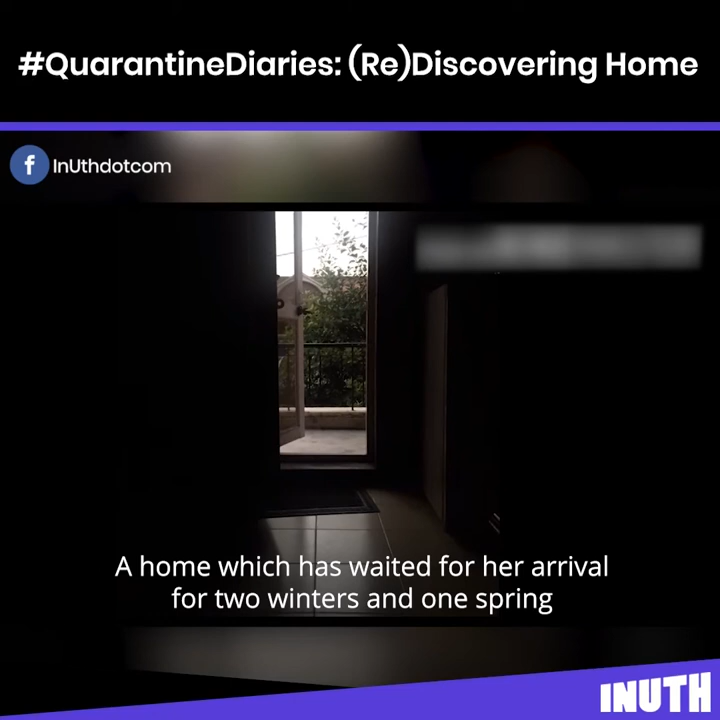 #QuarantineDiaries: (Re)Discovering Home
f InUthdotcom
A home which has waited for her arrival
for two winters and one spring
INUTH